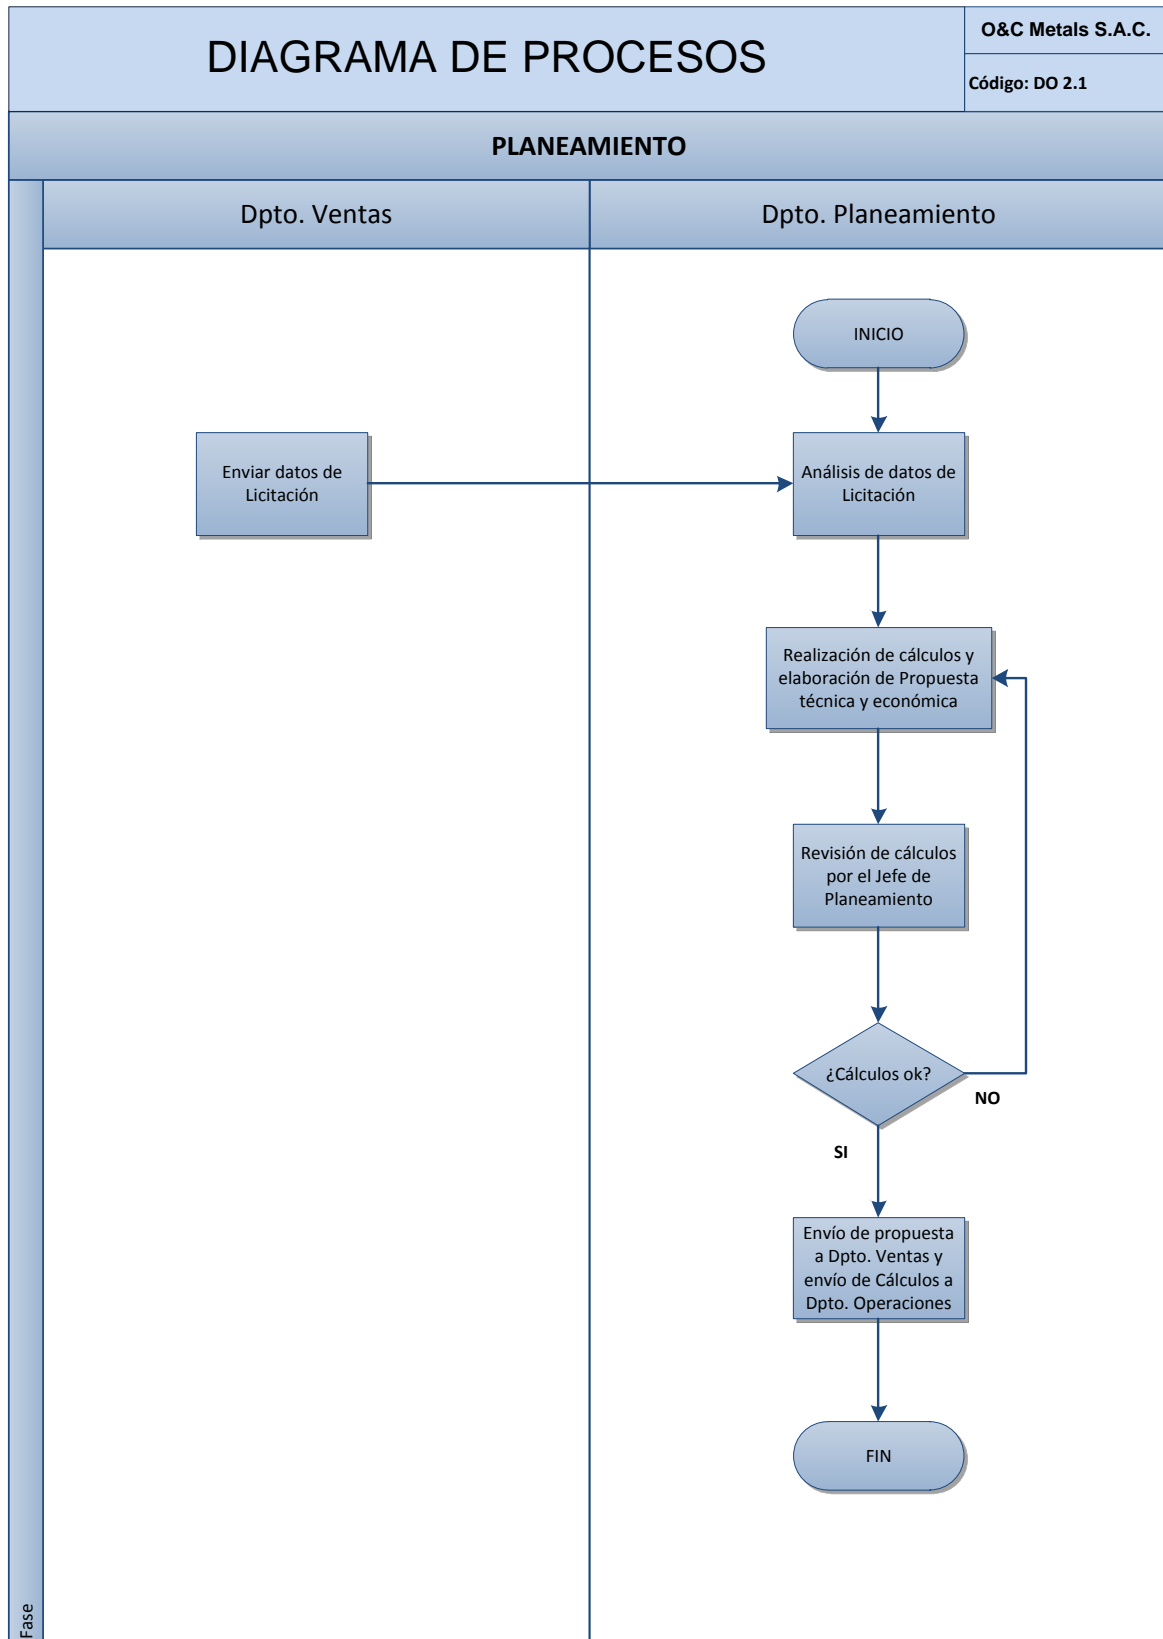 DIAGRAMA DE PROCESOS
O&C Metals S.A.C.
Código: DO 2.1
PLANEAMIENTO
Dpto. Ventas
Dpto. Planeamiento
INICIO
Enviar datos de
Licitación
Análisis de datos de
Licitación
Realización de cálculos y
elaboración de Propuesta
técnica y económica
Revisión de cálculos
por el Jefe de
Planeamiento
¿Cálculos ok?
NO
SI
Envío de propuesta
a Dpto. Ventas y
envío de Cálculos a
Dpto. Operaciones
FIN
Fase